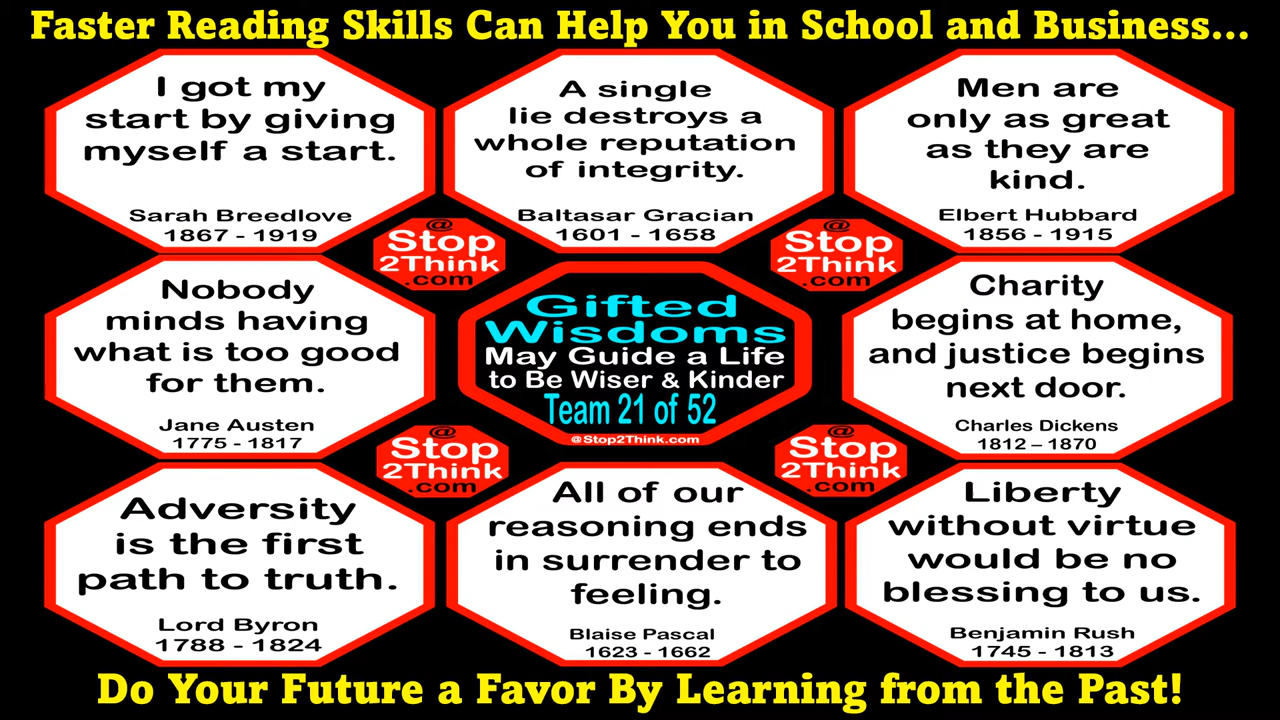 Faster Reading Skills Can Help You in School and Business...
I got my
start by giving
myself a start.
Sarah Breedlove
1867 - 1919
A single
lie destroys a
whole reputation
of integrity.
Baltasar Gracian
1601 - 1658
Men are
only as great
as they are
kind.
Elbert Hubbard
1856 - 1915
@
Stop
2Think
.com
@
Stop
2Think
.com
Nobody
minds having
what is too good
for them.
Jane Austen
1775 - 1817
Gifted
Wisdoms
May Guide a Life
to Be Wiser & Kinder
Team 21 of 52
@Stop2Think.com
Charity
begins at home,
and justice begins
next door.
Charles Dickens
1812 – 1870
@
Stop
2Think
.com
@
Stop
2Think
.com
Adversity
is the first
path to truth.
Lord Byron
1788 - 1824
All of our
reasoning ends
in surrender to
feeling.
Blaise Pascal
1623 - 1662
Liberty
without virtue
would be no
blessing to us.
Benjamin Rush
1745 - 1813
Do Your Future a Favor By Learning from the Past!